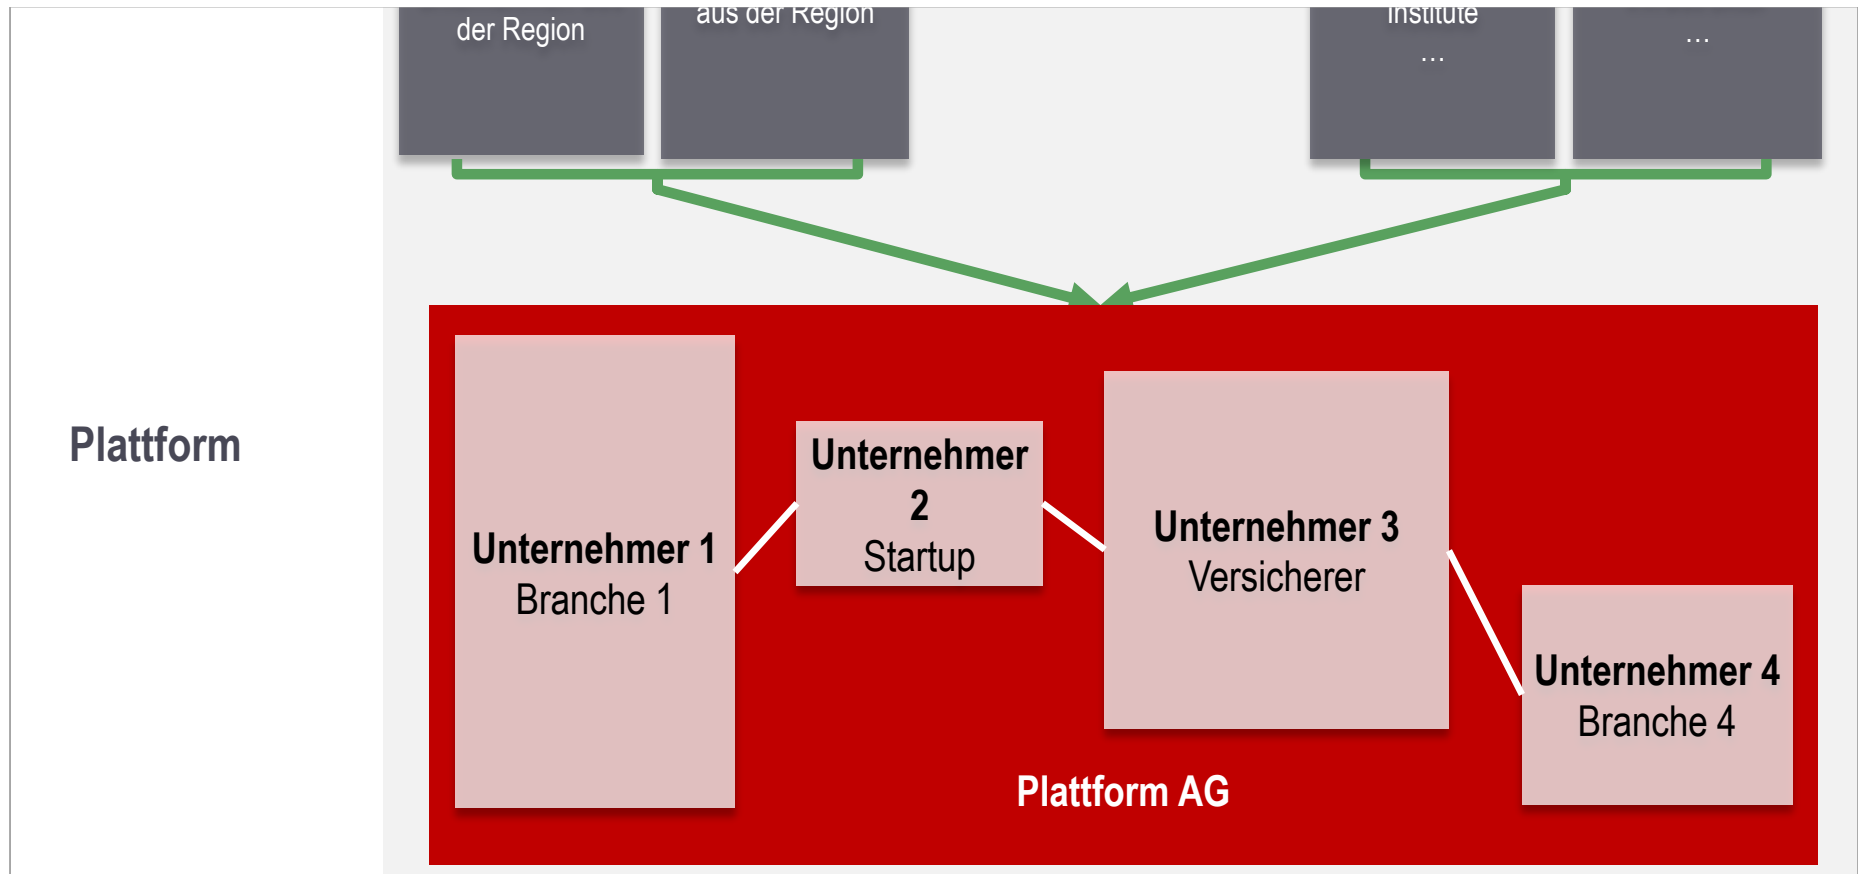 der Region
aus der Region
Institute
…
…
Plattform
Unternehmer 1
Branche 1
Unternehmer
2
Startup
Unternehmer 3
Versicherer
Unternehmer 4
Branche 4
Plattform AG